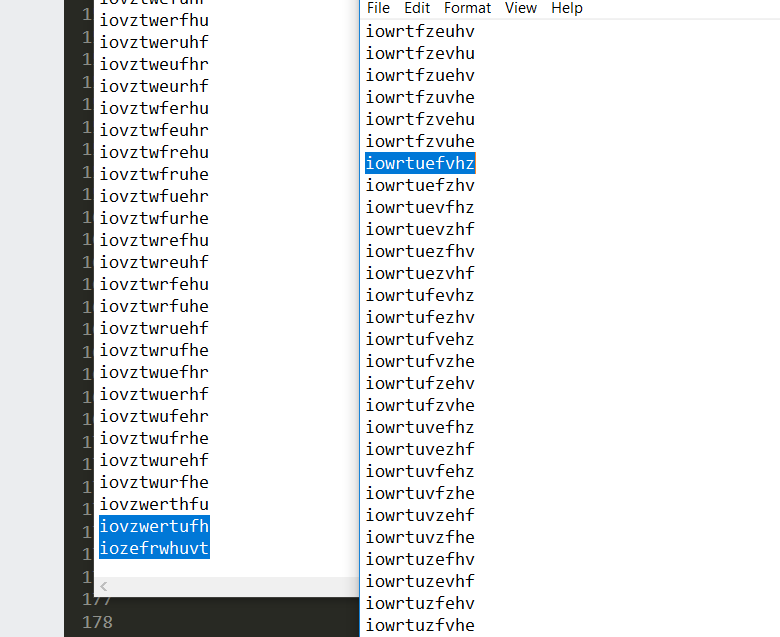 iovztwerfhu
iovztweruhf
iovztweufhr
iovztweurhf
iovztwferhu
iovztwfeuhr
iovztwfrehu
iovztwfruhe
iovztwfuehr
iovztwfurhe
iovztwrefhu
iovztwreuhf
iovztwrfehu
iovztwrfuhe
iovztwruehf
iovztwrufhe
iovztwuefhr
iovztwuerhf
iovztwufehr
iovztwufrhe
iovztwurehf
iovztwurfhe
iovzwerthfu
iovzwertufh
iozefrwhuvt
177
178
File Edit Format View Help
iowrtfzeuhv
iowrtfzevhu
iowrtfzuehv
iowrtfzuvhe
iowrtfzvehu
iowrtfzvuhe
iowrtuefvhz
iowrtuefzhv
iowrtuevfhz
iowrtuevzhf
iowrtuezfhv
iowrtuezvhf
iowrtufevhz
iowrtufezhv
iowrtufvehz
iowrtufvzhe
iowrtufzehv
iowrtufzvhe
iowrtuvefhz
iowrtuvezhf
iowrtuvfehz
iowrtuvfzhe
iowrtuvzehf
iowrtuvzfhe
iowrtuzefhv
iowrtuzevhf
iowrtuzfehv
iowrtuzfvhe